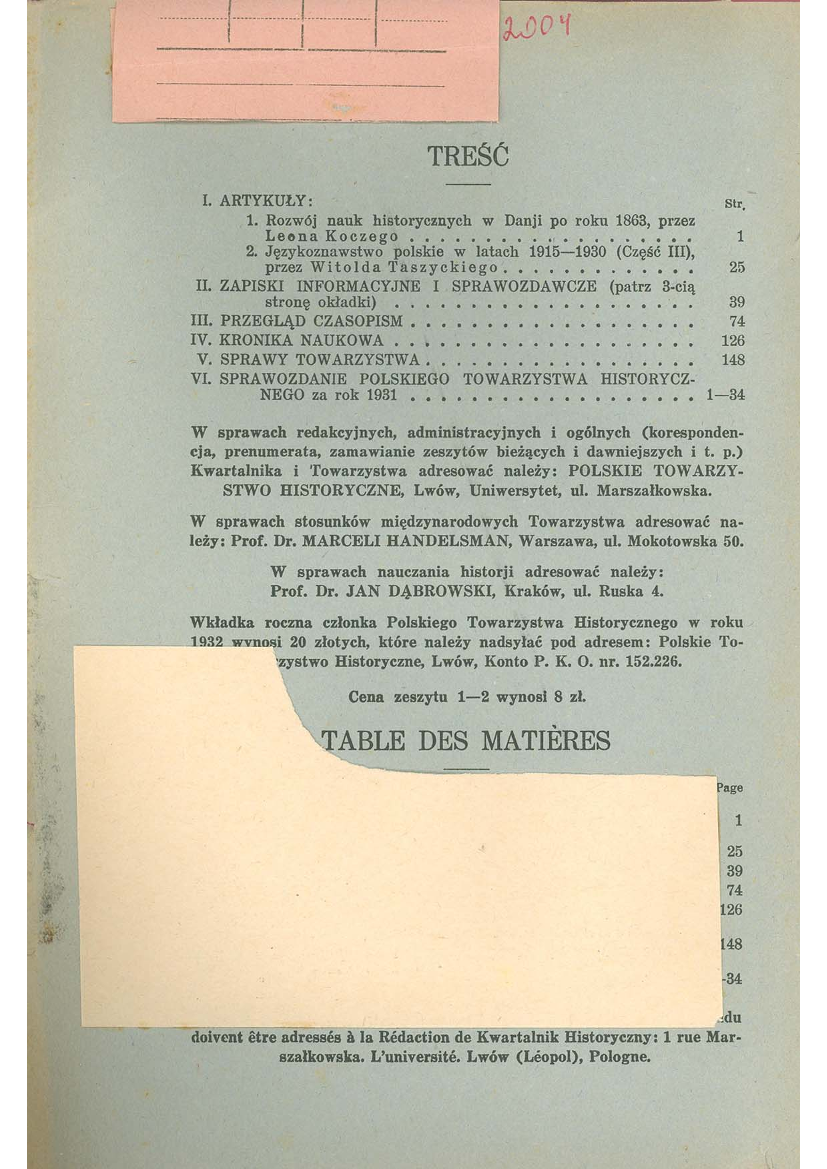 2004
TREŚĆ
I. ARTYKUŁY: Str.
1. Rozwój nauk historycznych w Danji po roku 1863, przez
Leona Koczego . . . . . . . . . . . . . . . . . . . 1
2. Językoznawstwo polskie w latach 1915—1930 (Część III),
przez Witolda Taszyckiego . . . . . . . . . . . . . 25
II. ZAPISKI INFORMACYJNE I SPRAWOZDAWCZE (patrz 3-cią
stronę okładki) . . . . . . . . . . . . . . . . . . . . 39
III. PRZEGLĄD CZASOPISM . . . . . . . . . . . . . . . . . . . 74
IV. KRONIKA NAUKOWA . . . . . . . . . . . . . . . . . . . . 126
V. SPRAWY TOWARZYSTWA . . . . . . . . . . . . . . . . . . 148
VI. SPRAWOZDANIE POLSKIEGO TOWARZYSTWA HISTORYCZ-
NEGO za rok 1931 . . . . . . . . . . . . . . . . . . . 1—34
W sprawach redakcyjnych, administracyjnych i ogólnych (koresponden-
cja, prenumerata, zamawianie zeszytów bieżących i dawniejszych i t. p.)
Kwartalnika i Towarzystwa adresować należy: POLSKIE TOWARZY-
STWO HISTORYCZNE, Lwów, Uniwersytet, ul. Marszałkowska.
W sprawach stosunków międzynarodowych Towarzystwa adresować na-
leży: Prof. Dr. MARCELI HANDELSMAN, Warszawa, ul. Mokotowska 50.
W sprawach nauczania historji adresować należy:
Prof. Dr. JAN DĄBROWSKI, Kraków, ul. Ruska 4.
Wkładka roczna członka Polskiego Towarzystwa Historycznego w roku
1932 wynosi 20 złotych, które należy nadsyłać pod adresem: Polskie To-
zystwo Historyczne, Lwów, Konto P. K. O. nr. 152.226.
Cena zeszytu 1—2 wynosi 8 zł.
TABLE DES MATIÈRES
Page
1
25
39
74
126
148
-34
du
doivent être adressés à la Rédaction de Kwartalnik Historyczny: 1 rue Mar-
szałkowska. L'université. Lwów (Léopol), Pologne.